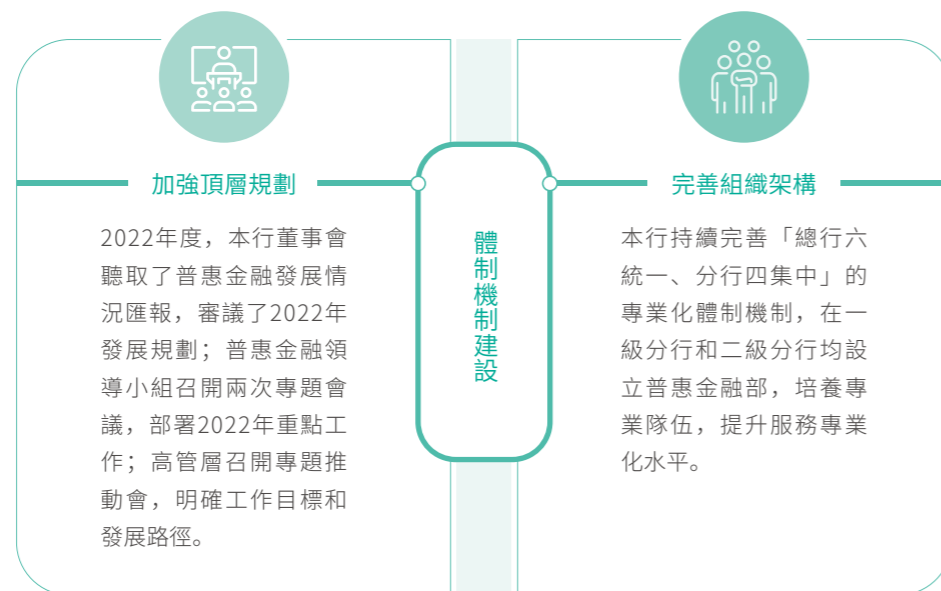 加強頂層規劃
2022年度，本行董事會
聽取了普惠金融發展情
況匯報，審議了2022年
發展規劃；普惠金融領
導小組召開兩次專題會
議，部署2022年重點工
作；高管層召開專題推
動會，明確工作目標和
發展路徑。
體制機制建設
完善組織架構
本行持續完善「總行六
統一、分行四集中」的
專業化體制機制，在一
級分行和二級分行均設
立普惠金融部，培養專
業隊伍，提升服務專業
化水平。